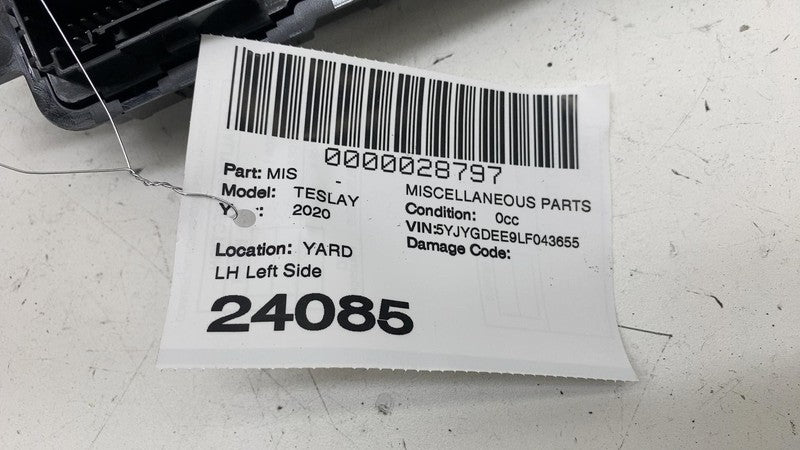 0000028797
Part: MIS -
MISCELLANEOUS PARTS
Model: TESLAY
Condition: 0cc
2020
VIN:5YJYGDEE9LF043655
Damage Code:
Location: YARD
LH Left Side
24085